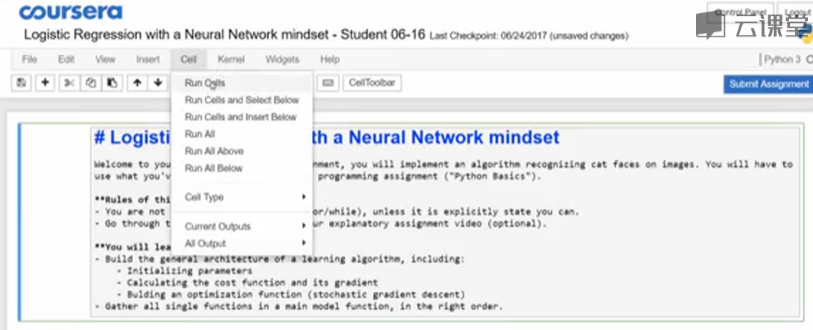 coursera
Control Panel
Logout
云课堂
Logistic Regression with a Neural Network mindset - Student 06-16 Last Checkpoint: 06/24/2017 (unsaved changes)
File Edit View Insert Cell Kernel Widgets Help
Python 3
CellToolbar
Submit Assignment
Run Cells
Run Cells and Select Below
Run Cells and Insert Below
Run All
Run All Above
Run All Below
Cell Type
Current Outputs
All Output
# Logisti th a Neural Network mindset
Welcome to you nment, you will implement an algorithm recognizing cat faces on images. You will have to
use what you'v programming assignment ("Python Basics").
**Rules of thi
- You are not or/while), unless it is explicitly state you can.
- Go through t ur explanatory assignment video (optional).
**You will lea
- Build the general architecture of a learning algorithm, including:
- Initializing parameters
- Calculating the cost function and its gradient
- Bulding an optimization function (stochastic gradient descent)
- Gather all single functions in a main model function, in the right order.